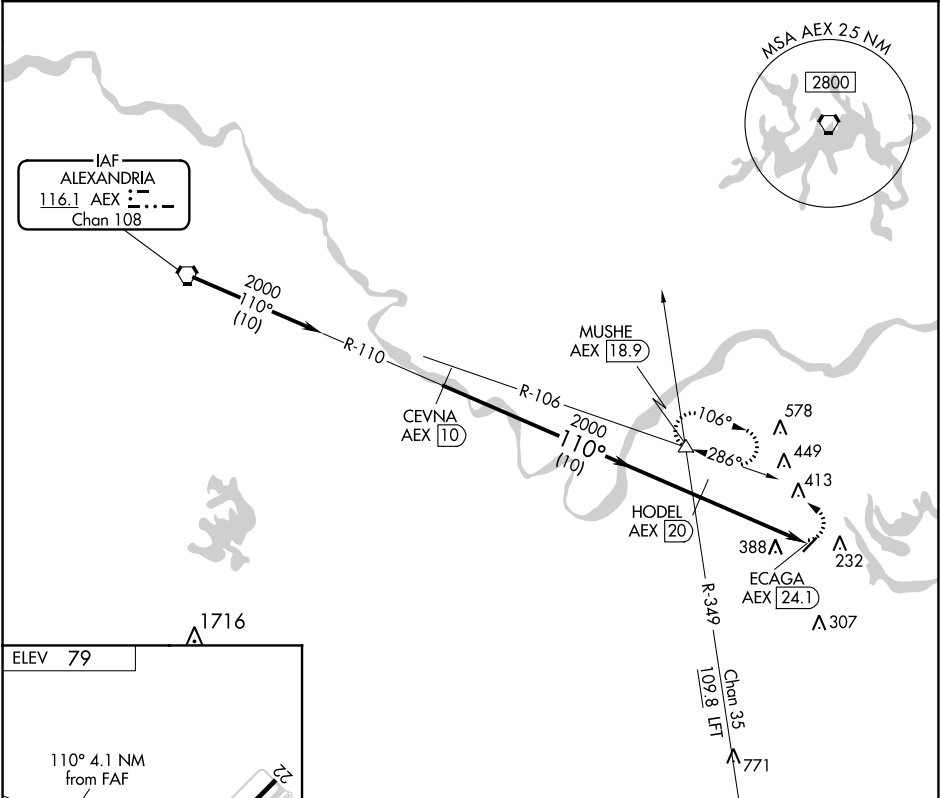 MSA AEX 25 NM
2800
IAF
ALEXANDRIA
116.1 AEX
Chan 108
2000
110°
(10)
R-110
MUSHE
AEX 18.9
R-106
CEVNA
AEX 10
2000
110°
(10)
106°
286°
578
449
413
HODEL
AEX 20
388
232
ECAGA
AEX 24.1
307
R-349
1716
ELEV 79
Chan 35
109.8 LFT
771
110° 4.1 NM
from FAF
22